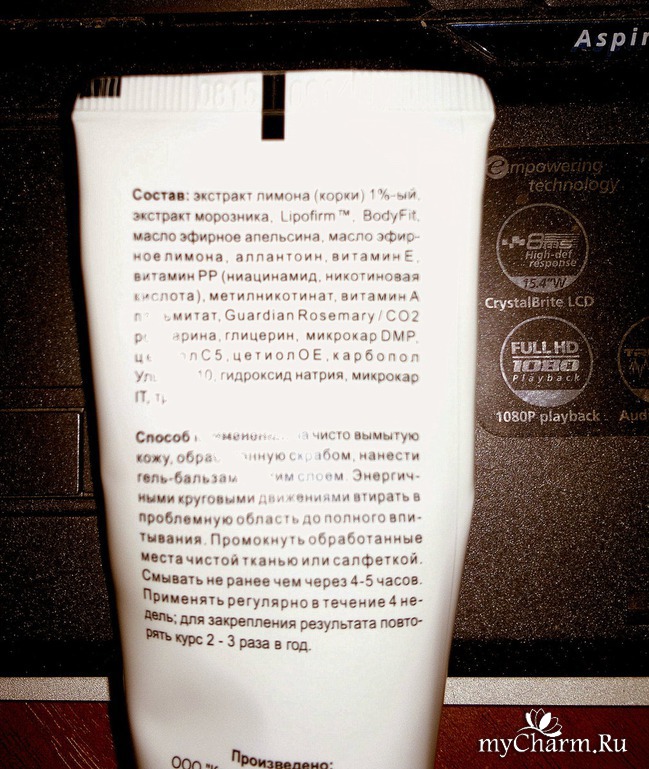 Aspir
empowering
technology
8ms
High-def
response
15.4"W
CrystalBrite LCD
FULL HD
1080
Playback
1080P playback
Aud
Состав: экстракт лимона (корки) 1%-ый,
экстракт морозника, Lipofirm™, BodyFit,
масло эфирное апельсина, масло эфир-
ное лимона, аллантоин, витамин Е,
витамин РР (ниацинамид, никотиновая
кислота), метилникотинат, витамин А
Guardian Rosemary / CO2
глицерин, микрокар DMP,
С5, цетиол ОЕ, карбопол
10, гидроксид натрия, микрокар
IT,
Способ чисто вымытую
кожу, скрабом, нанести
гель-бальзам слоем. Энергич-
ными круговыми движениями втирать в
проблемную область до полного впи-
тывания. Промокнуть обработанные
места чистой тканью или салфеткой.
Смывать не ранее чем через 4-5 часов.
Применять регулярно в течение 4 не-
дель; для закрепления результата повто-
рять курс 2 - 3 раза в год.
Произведено:
ООО
myCharm.Ru